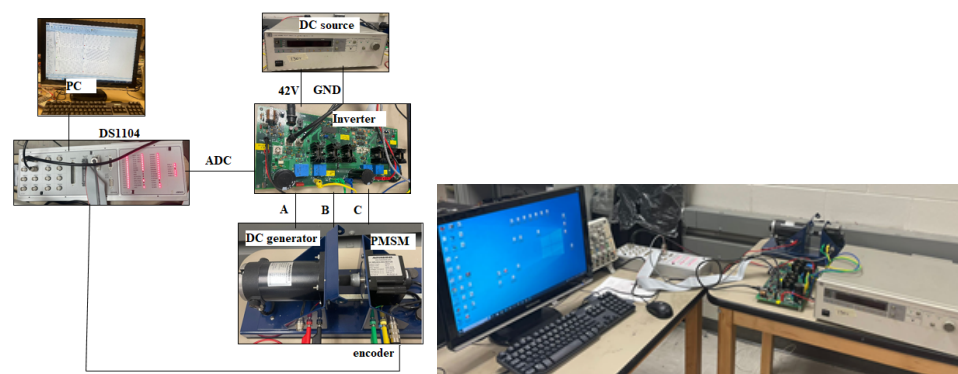 DC source
PC
42V GND
Inverter
DS1104
ADC
A B C
DC generator PMSM
encoder